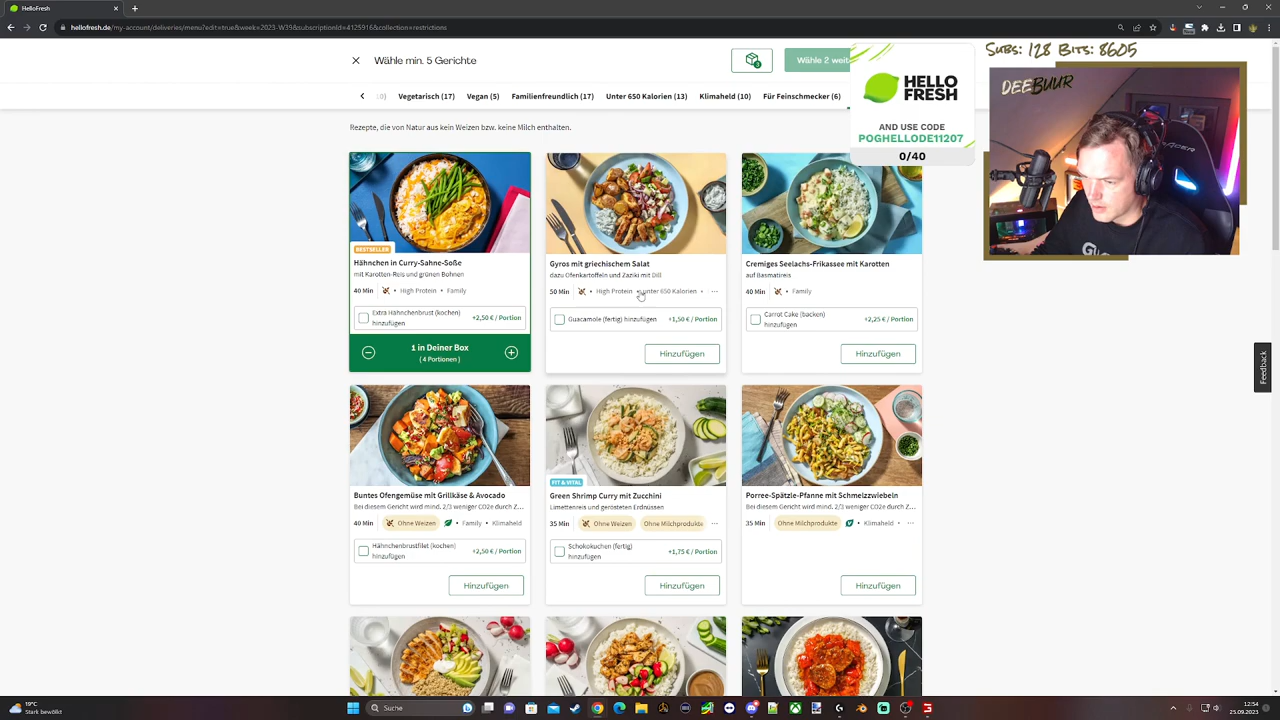 HelloFresh
hellofresh.de/my-account/deliveries/menu?edit=true&week=2023-W39&subscriptionId=4125916&collection=restrictions
Subs: 128 Bits: 8605
Wähle min. 5 Gerichte
Wähle 2 weit
HELLO
FRESH
AND USE CODE
POGHELLODE11207
0/40
DEEBUUR
Vegetarisch (17)
Vegan (5)
Familienfreundlich (17)
Unter 650 Kalorien (13)
Klimaheld (10)
Für Feinschmecker (6)
Rezepte, die von Natur aus kein Weizen bzw. keine Milch enthalten.
BESTSELLER
Hähnchen in Curry-Sahne-Soße
mit Karotten-Reis und grünen Bohnen
40 Min • High Protein • Family
Extra Hähnchenbrust (kochen)
hinzufügen
+2,50 € / Portion
1 in Deiner Box
( 4 Portionen )
Gyros mit griechischem Salat
dazu Ofenkartoffeln und Zaziki mit Dill
50 Min • High Protein • unter 650 Kalorien • ...
Guacamole (fertig) hinzufügen
+1,50 € / Portion
Hinzufügen
Cremiges Seelachs-Frikassee mit Karotten
auf Basmatireis
40 Min • Family
Carrot Cake (backen)
hinzufügen
+2,25 € / Portion
Hinzufügen
Feedback
Buntes Ofengemüse mit Grillkäse & Avocado
Bei diesem Gericht wird mind. 2/3 weniger CO2e durch Z...
40 Min Ohne Weizen • Family • Klimaheld
Hähnchenbrustfilet (kochen)
hinzufügen
+2,50 € / Portion
Hinzufügen
FIT & VITAL
Green Shrimp Curry mit Zucchini
Limettenreis und gerösteten Erdnüssen
35 Min Ohne Weizen Ohne Milchprodukte ...
Schokokuchen (fertig)
hinzufügen
+1,75 € / Portion
Hinzufügen
Porree-Spätzle-Pfanne mit Schmelzzwiebeln
Bei diesem Gericht wird mind. 2/3 weniger CO2e durch Z...
35 Min Ohne Milchprodukte • Klimaheld • ...
Hinzufügen
19°C
Stark bewölkt
Suche
12:54
25.09.2023